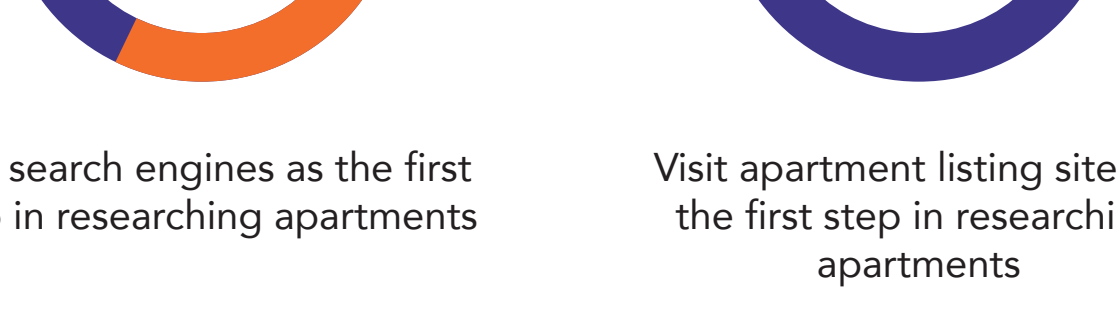 search engines as the first
in researching apartments
Visit apartment listing site
the first step in researchi
apartments